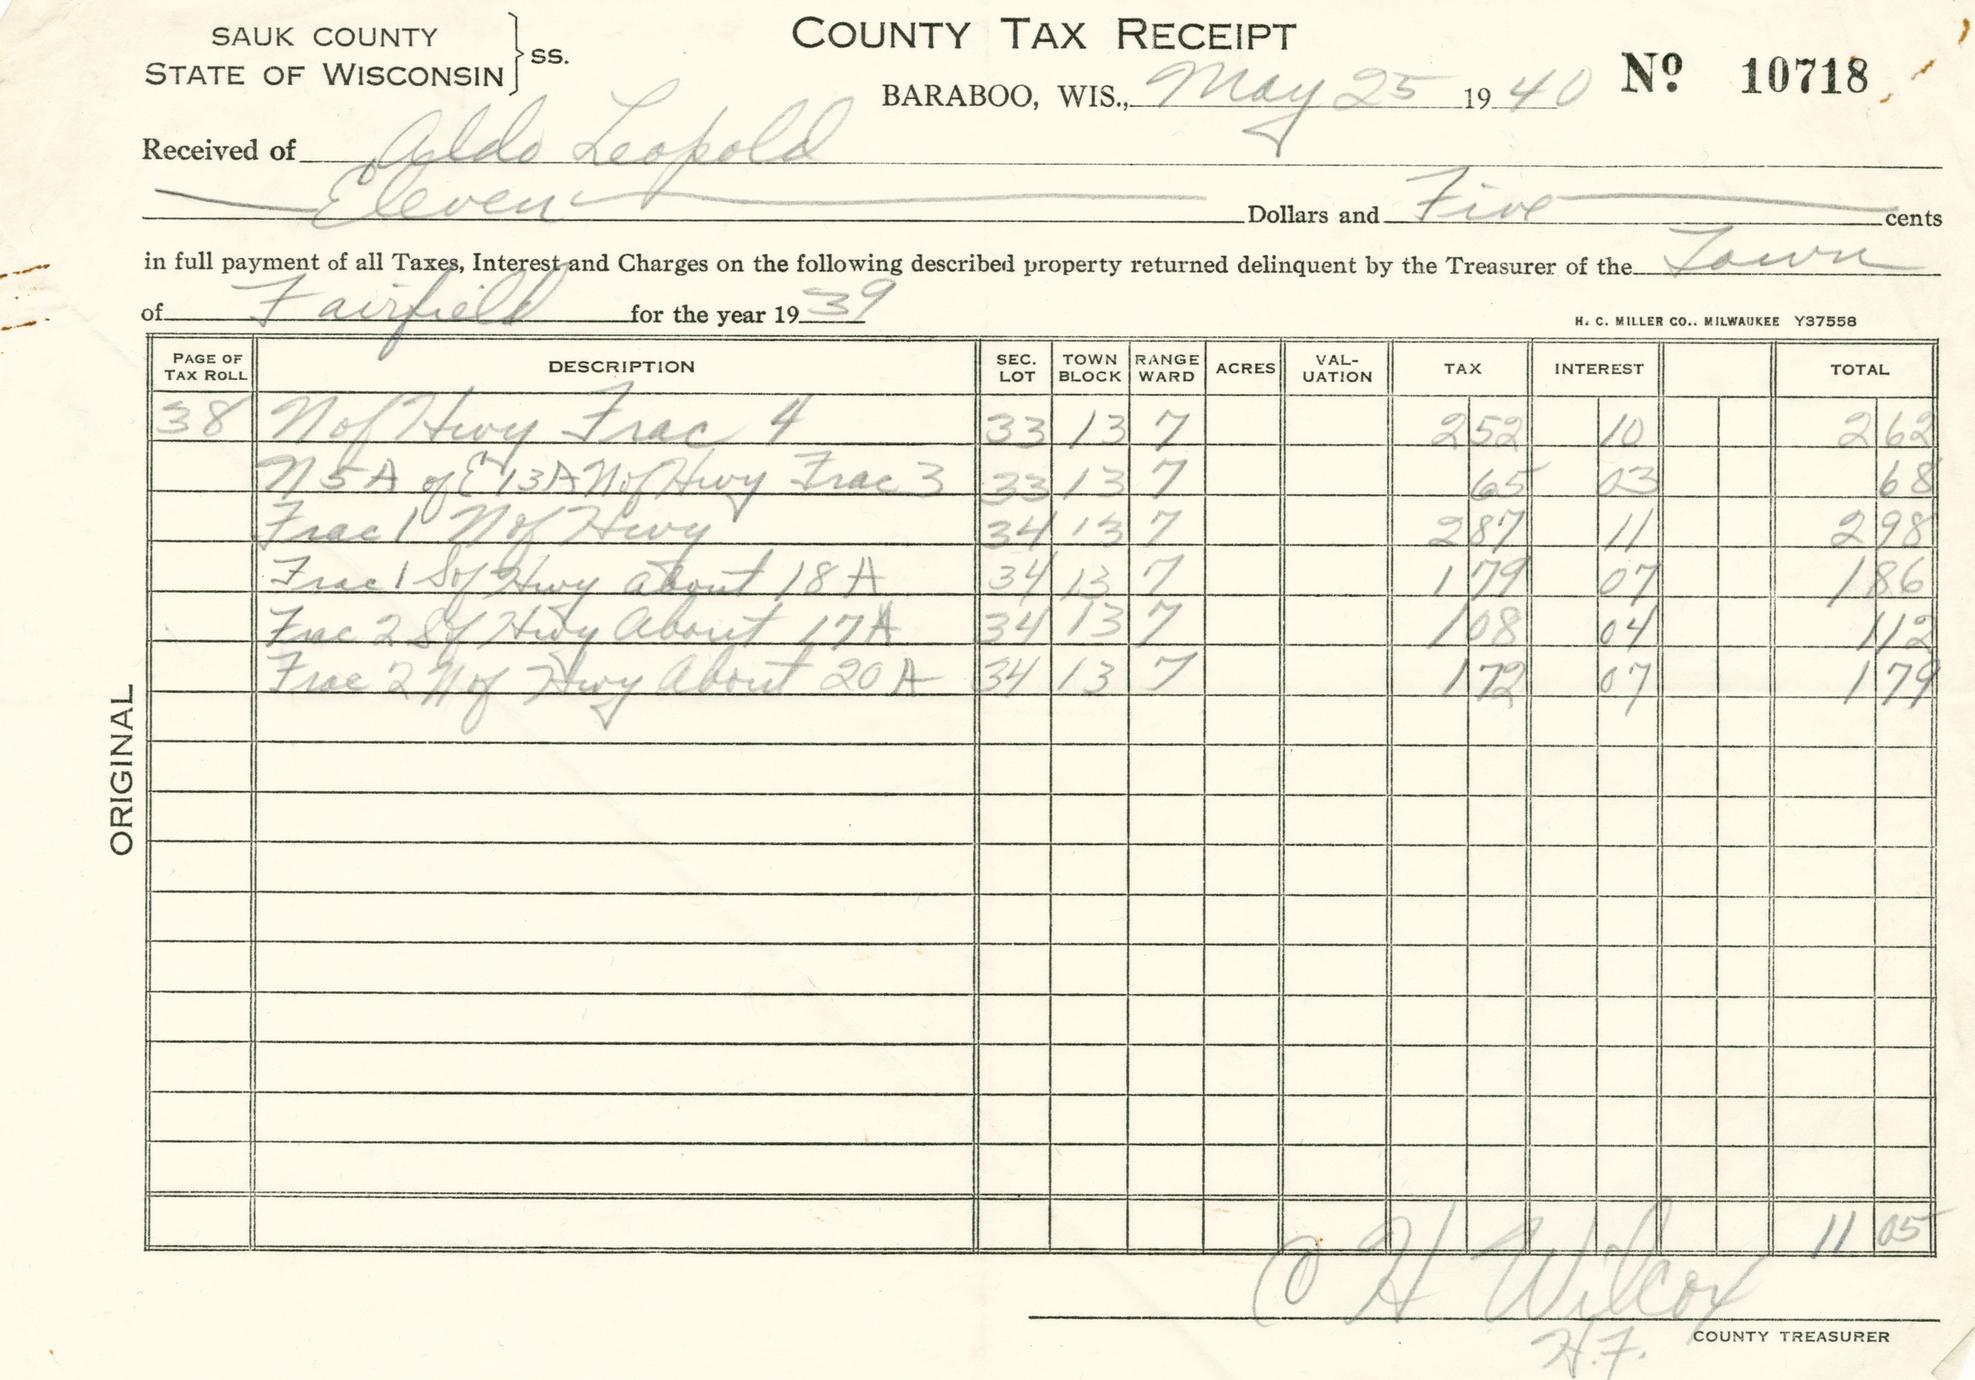 SAUK COUNTY
STATE OF WISCONSIN } SS.
COUNTY TAX RECEIPT
BARABOO, WIS., May 25 1940 Nº 10718
Received of Aldo Leopold
Eleven Dollars and Five cents
in full payment of all Taxes, Interest and Charges on the following described property returned delinquent by the Treasurer of the Town
of Fairfield for the year 1939
H. C. MILLER CO., MILWAUKEE Y37558
PAGE OF TAX ROLL DESCRIPTION SEC. LOT TOWN BLOCK RANGE WARD ACRES VAL-UATION TAX INTEREST TOTAL
38 N of Hwy Frac 4 33 13 7 2 52 10 2 62
N 5 A of E 13 A N of Hwy Frac 3 33 13 7 65 03 68
Frac 1 N of Hwy 34 13 7 2 87 11 2 98
Frac 1 S of Hwy about 18 A 34 13 7 1 79 07 1 86
Frac 2 S of Hwy About 17 A 34 13 7 1 08 04 1 12
Frac 2 N of Hwy About 20 A 34 13 7 1 72 07 1 79
ORIGINAL
11 05
C H Wilcox
COUNTY TREASURER
H.F.